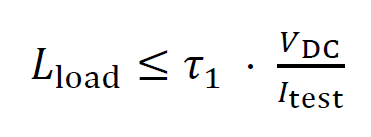 L_load ≤ τ_1 · V_DC / I_test